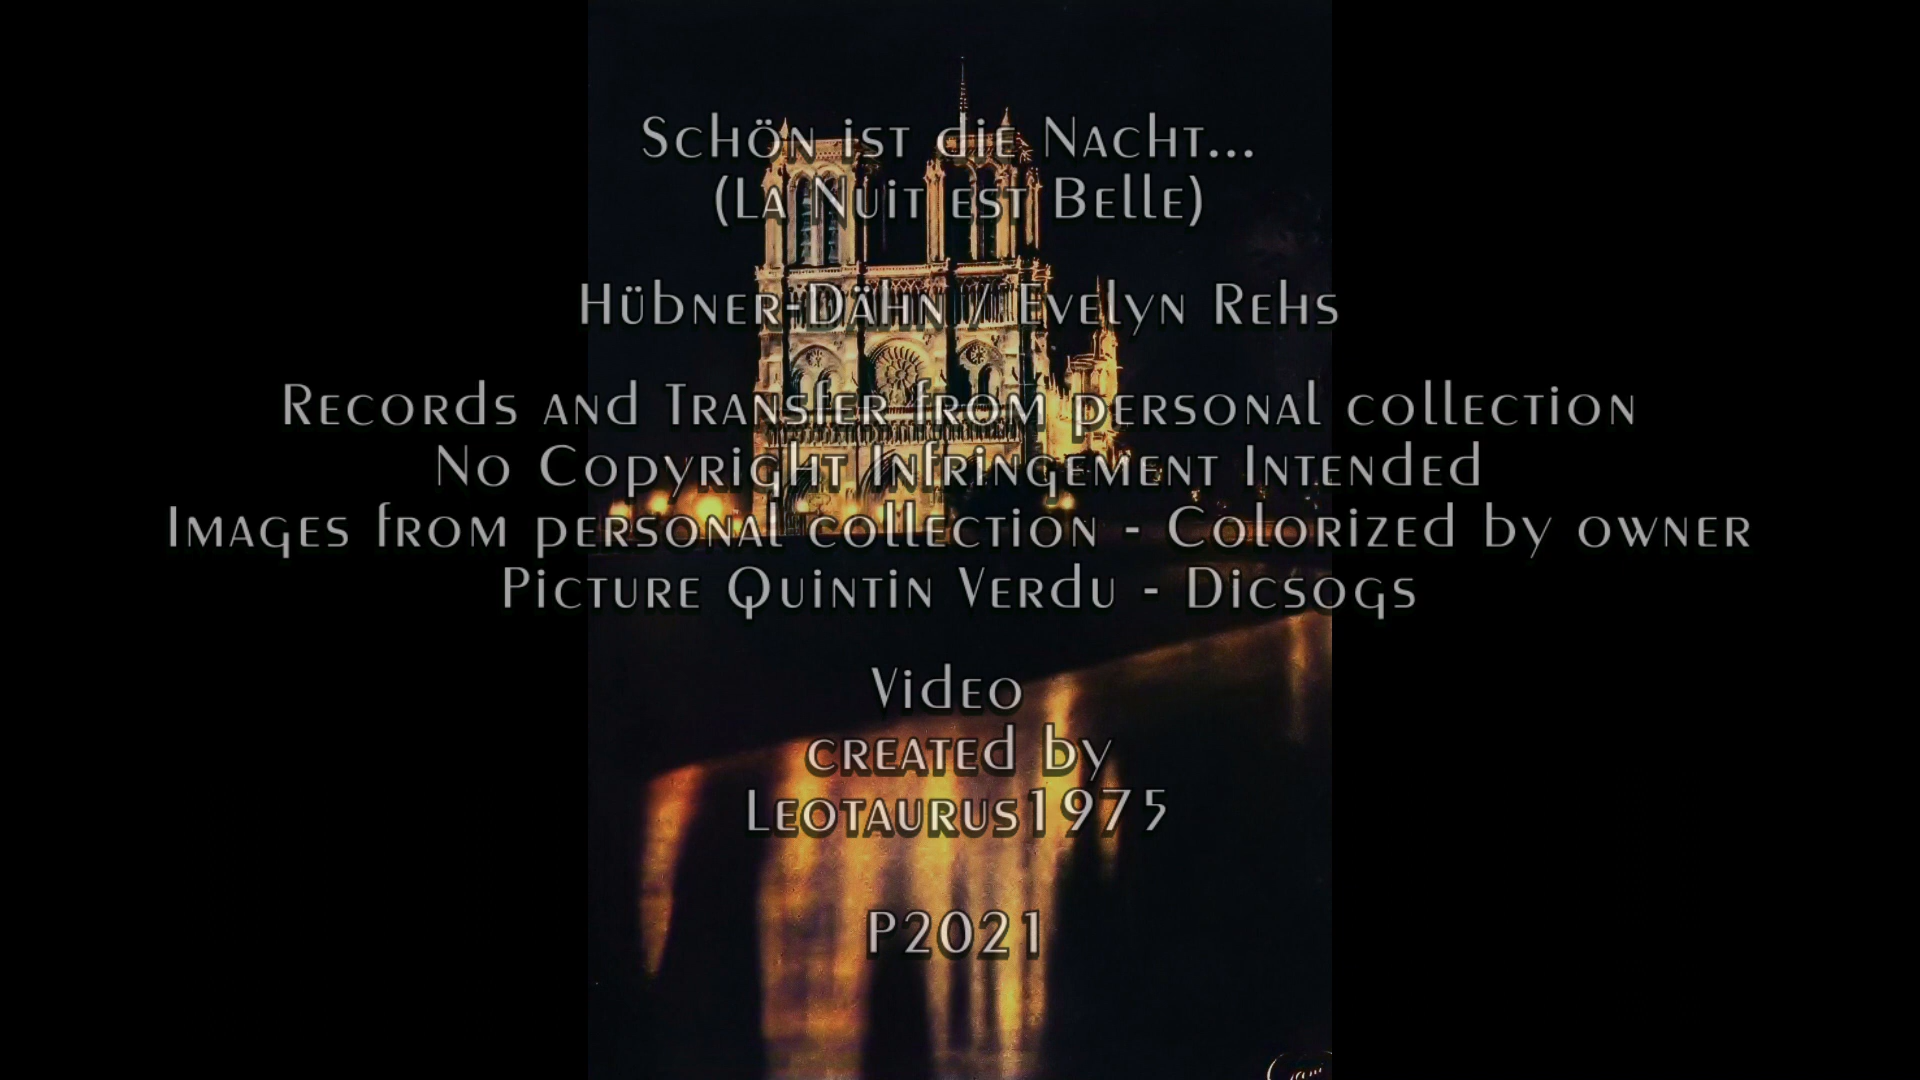 Schön ist die Nacht...
(La Nuit est Belle)
Hübner-Dähn / Evelyn Rehs
Records and Transfer from personal collection
No Copyright Infringement Intended
Images from personal collection - Colorized by owner
Picture Quintin Verdu - Dicsogs
Video
created by
Leotaurus1975
P2021